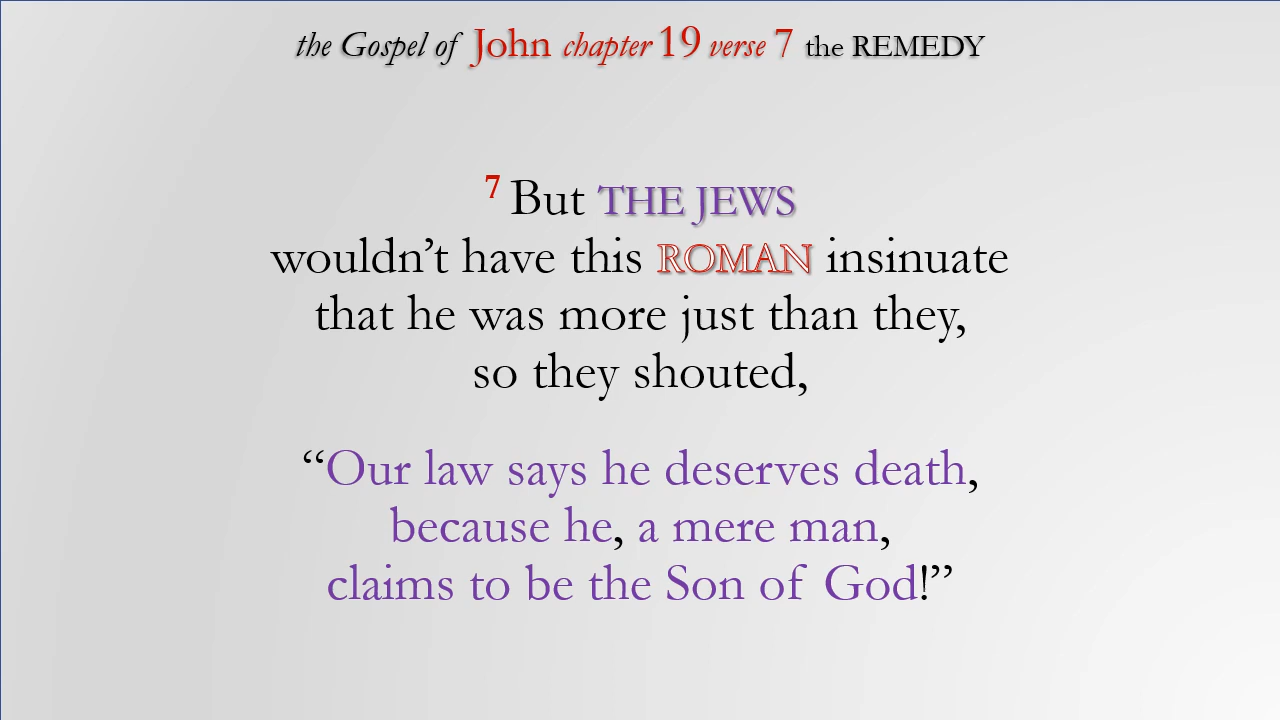 the Gospel of John chapter 19 verse 7 the REMEDY
7 But THE JEWS
wouldn’t have this ROMAN insinuate
that he was more just than they,
so they shouted,
“Our law says he deserves death,
because he, a mere man,
claims to be the Son of God!”